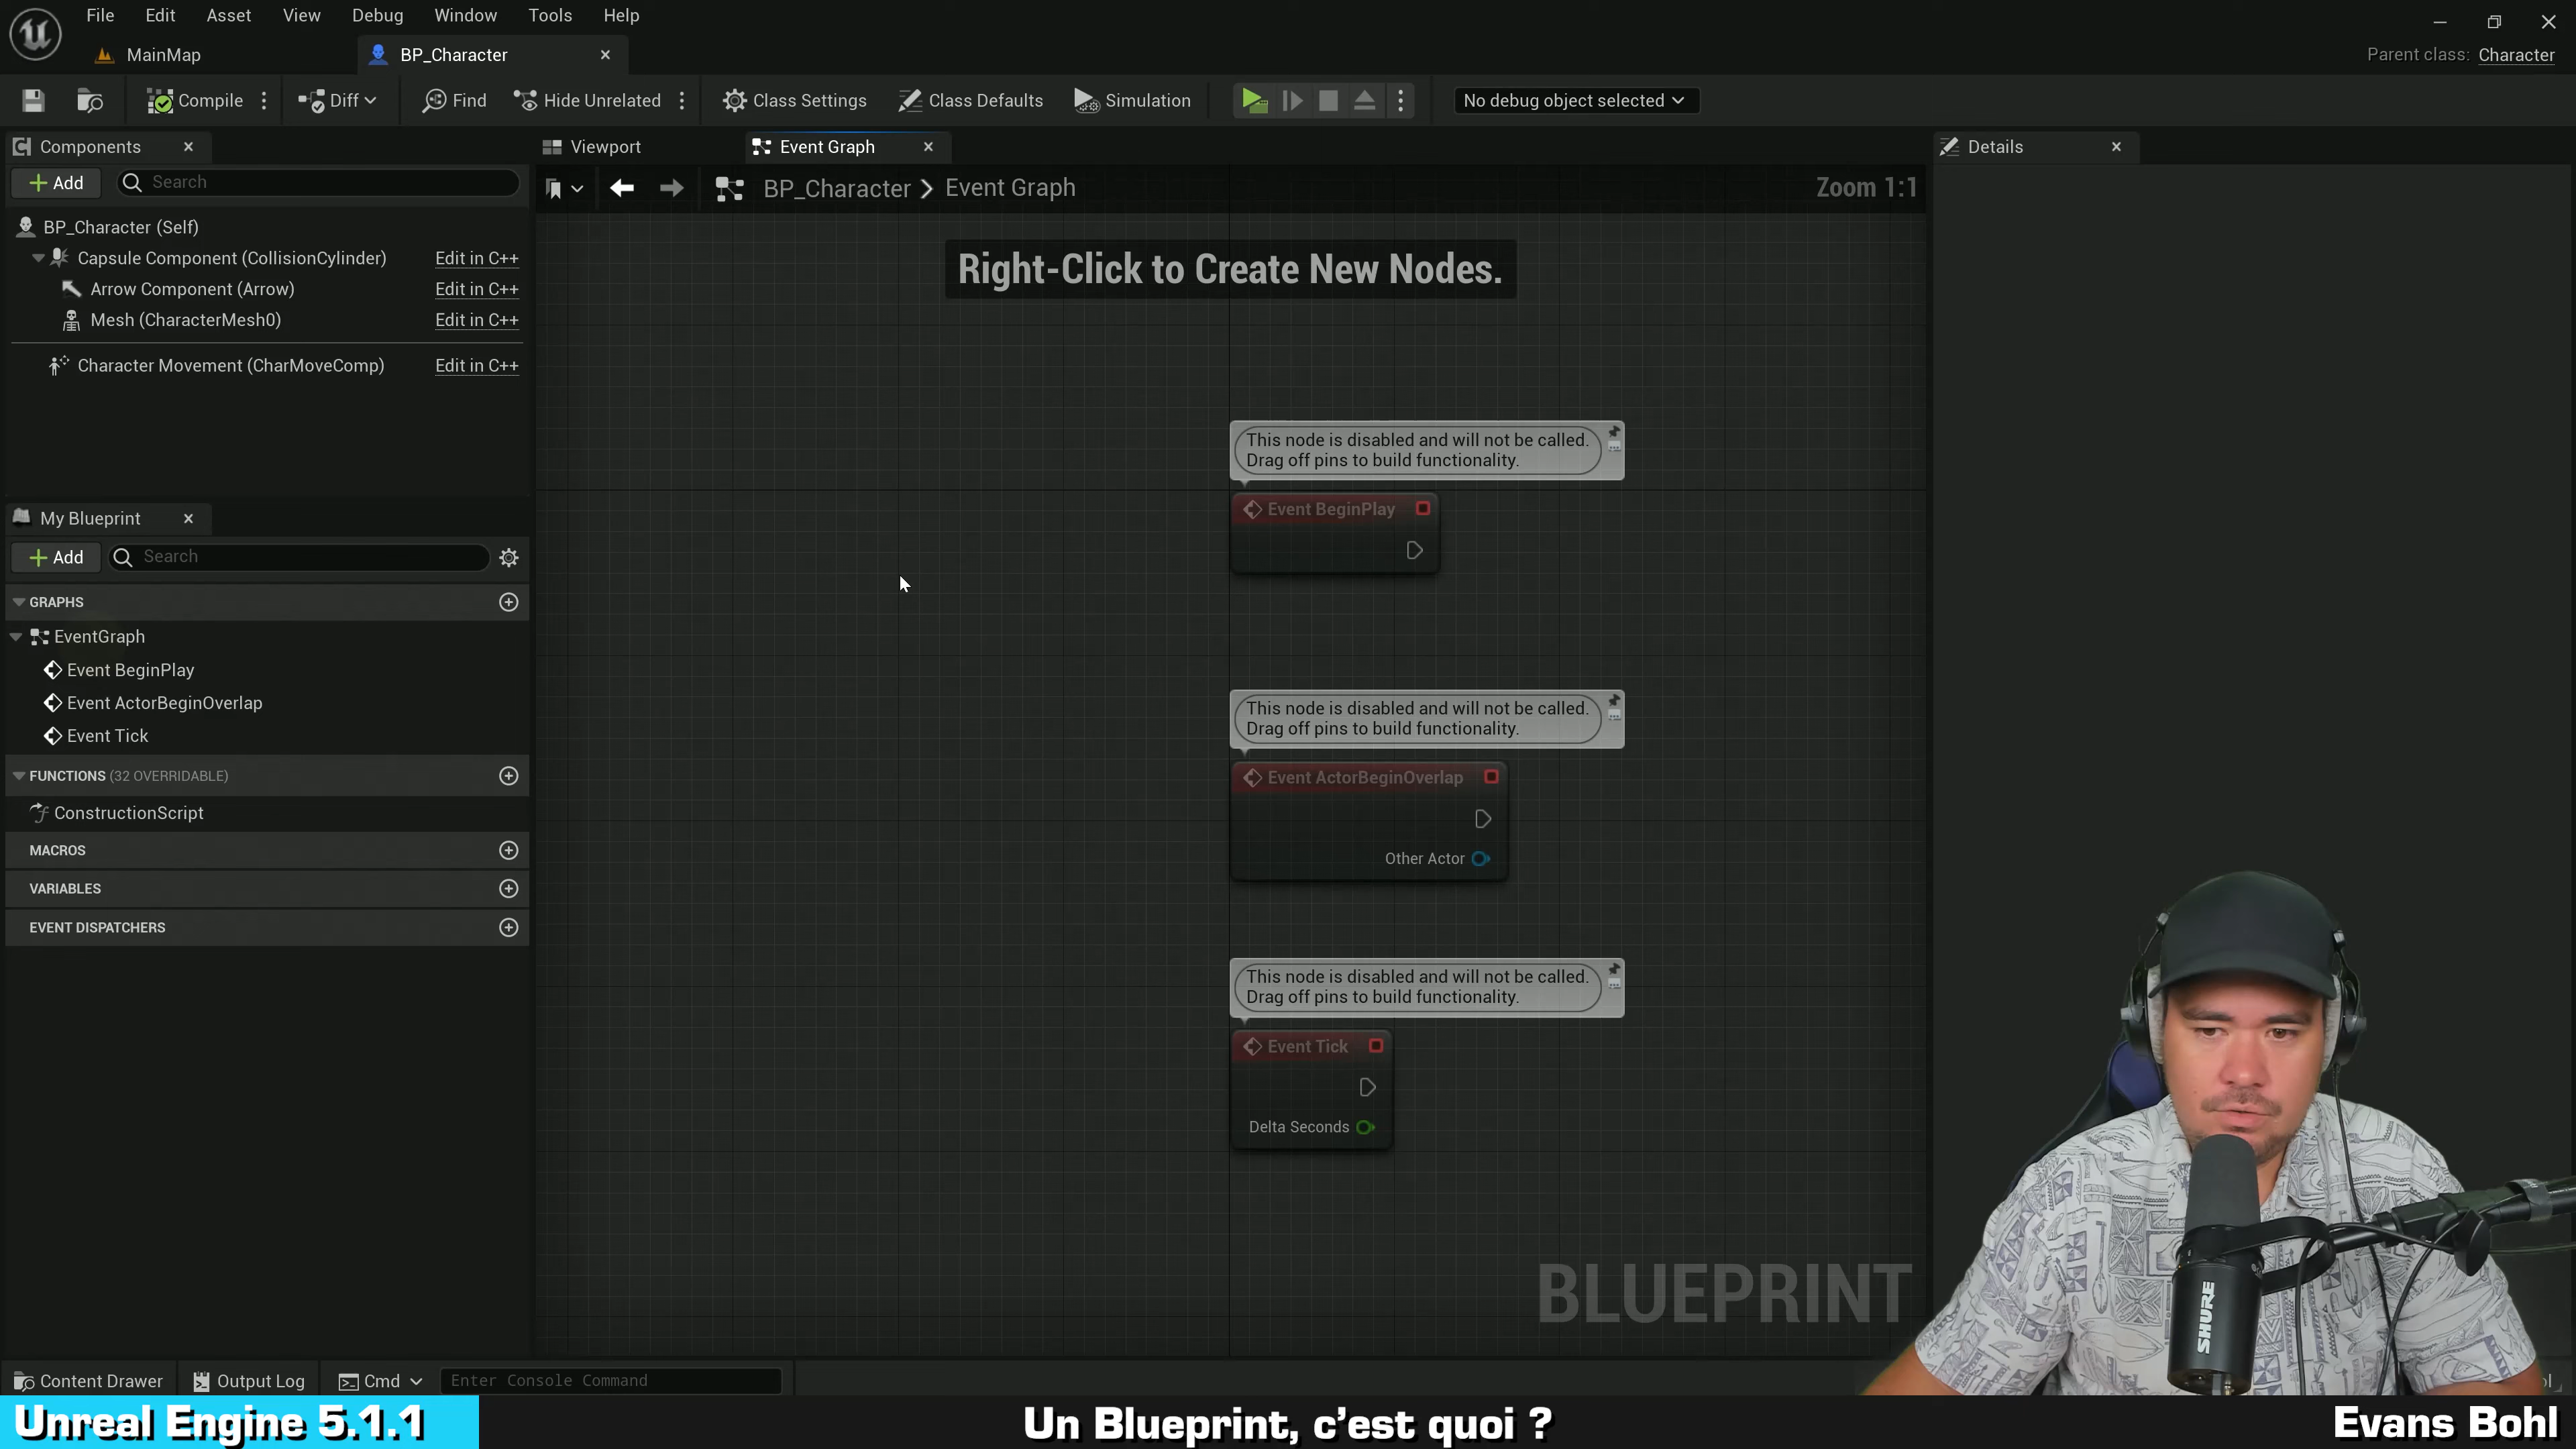 File Edit Asset View Debug Window Tools Help
MainMap BP_Character
Parent class: Character
Compile Diff Find Hide Unrelated Class Settings Class Defaults Simulation No debug object selected
Components
Add Search
BP_Character (Self)
Capsule Component (CollisionCylinder) Edit in C++
Arrow Component (Arrow) Edit in C++
Mesh (CharacterMesh0) Edit in C++
Character Movement (CharMoveComp) Edit in C++
My Blueprint
Add Search
GRAPHS
EventGraph
Event BeginPlay
Event ActorBeginOverlap
Event Tick
FUNCTIONS (32 OVERRIDABLE)
ConstructionScript
MACROS
VARIABLES
EVENT DISPATCHERS
Viewport Event Graph
BP_Character > Event Graph Zoom 1:1
Right-Click to Create New Nodes.
This node is disabled and will not be called.
Drag off pins to build functionality.
Event BeginPlay
This node is disabled and will not be called.
Drag off pins to build functionality.
Event ActorBeginOverlap
Other Actor
This node is disabled and will not be called.
Drag off pins to build functionality.
Event Tick
Delta Seconds
BLUEPRINT
Details
SHURE
Content Drawer Output Log Cmd Enter Console Command
Unreal Engine 5.1.1 Un Blueprint, c'est quoi ? Evans Bohl